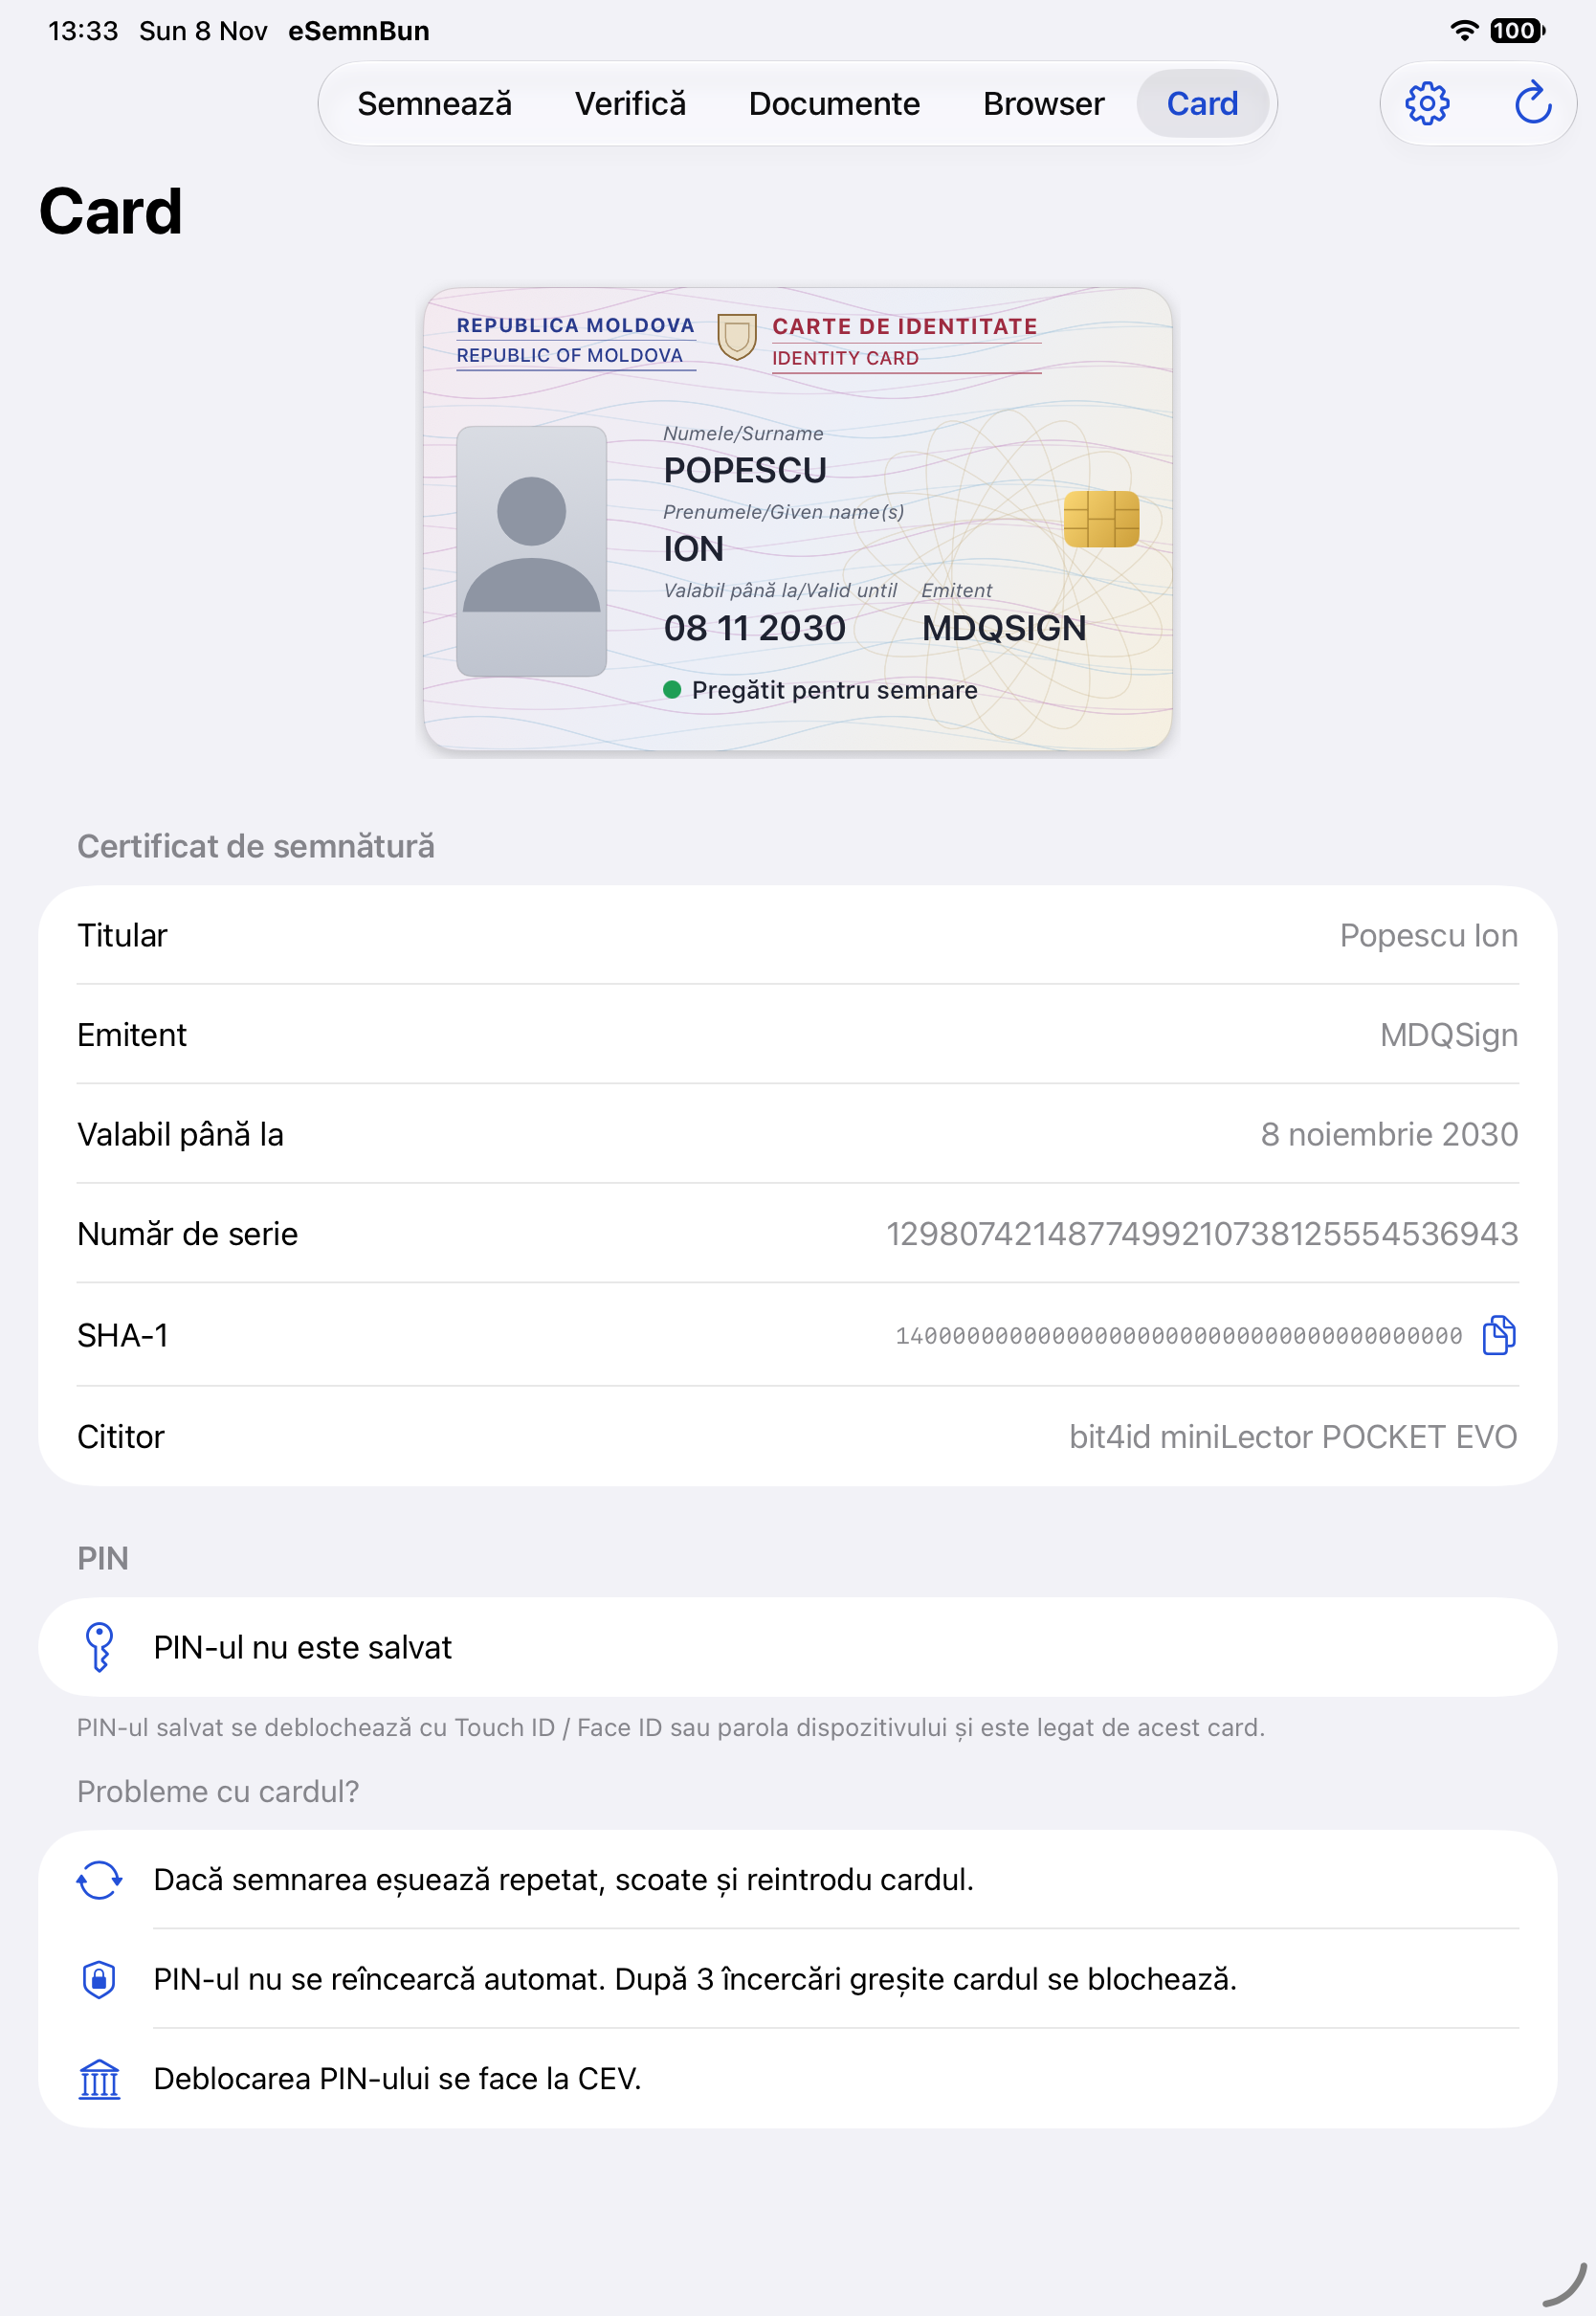 13:33 Sun 8 Nov eSemnBun 100
Semnează Verifică Documente Browser Card
Card
REPUBLICA MOLDOVA CARTE DE IDENTITATE
REPUBLIC OF MOLDOVA IDENTITY CARD
Numele/Surname
POPESCU
Prenumele/Given name(s)
ION
Valabil până la/Valid until Emitent
08 11 2030 MDQSIGN
Pregătit pentru semnare
Certificat de semnătură
Titular Popescu Ion
Emitent MDQSign
Valabil până la 8 noiembrie 2030
Număr de serie 1298074214877499210738125554536943
SHA-1 1400000000000000000000000000000000000000
Cititor bit4id miniLector POCKET EVO
PIN
PIN-ul nu este salvat
PIN-ul salvat se deblochează cu Touch ID / Face ID sau parola dispozitivului și este legat de acest card.
Probleme cu cardul?
Dacă semnarea eșuează repetat, scoate și reintrodu cardul.
PIN-ul nu se reîncearcă automat. După 3 încercări greșite cardul se blochează.
Deblocarea PIN-ului se face la CEV.